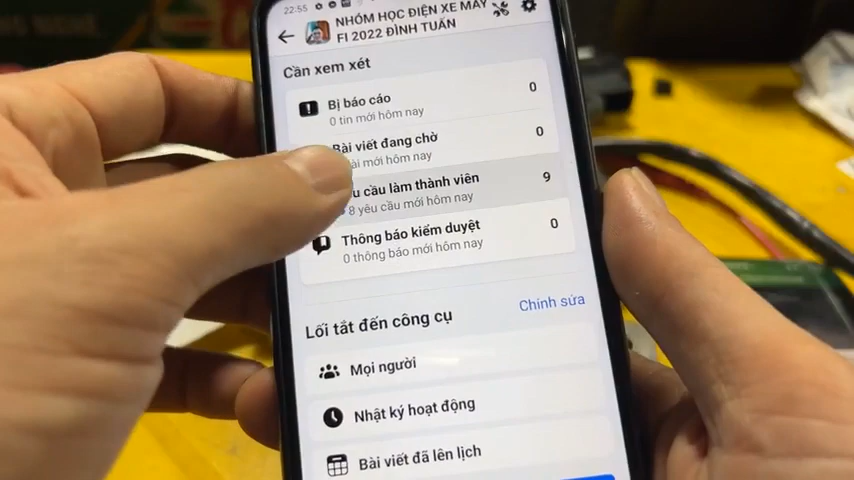 22:55
NHÓM HỌC ĐIỆN XE MÁY
FI 2022 ĐÌNH TUẤN
Cần xem xét
Bị báo cáo
0
0 tin mới hôm nay
Bài viết đang chờ
0
mới hôm nay
cầu làm thành viên
9
8 yêu cầu mới hôm nay
Thông báo kiểm duyệt
0
0 thông báo mới hôm nay
Lối tắt đến công cụ
Chỉnh sửa
Mọi người
Nhật ký hoạt động
Bài viết đã lên lịch